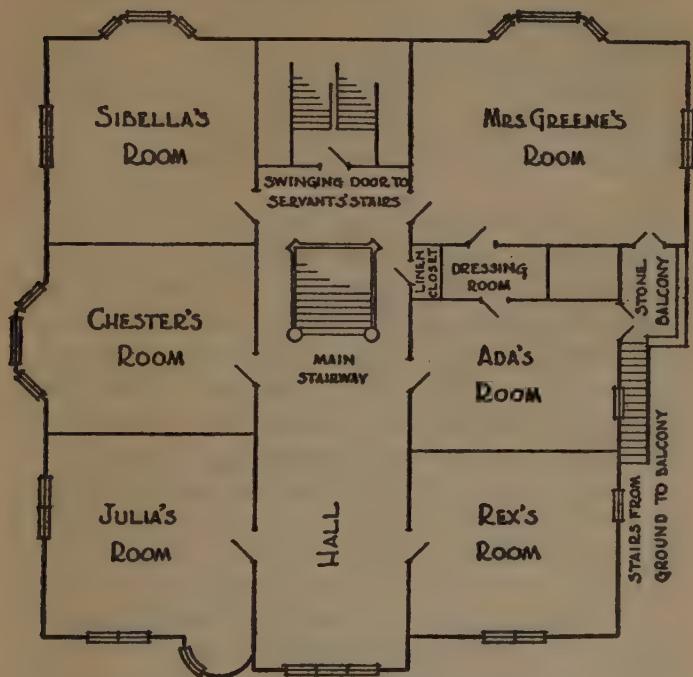 SIBELLA'S
ROOM
MRS. GREENE'S
ROOM
SWINGING DOOR TO
SERVANTS' STAIRS
LINEN
CLOSET
DRESSING
ROOM
STONE
BALCONY
CHESTER'S
ROOM
MAIN
STAIRWAY
ADA'S
ROOM
JULIA'S
ROOM
HALL
REX'S
ROOM
STAIRS FROM
GROUND TO BALCONY